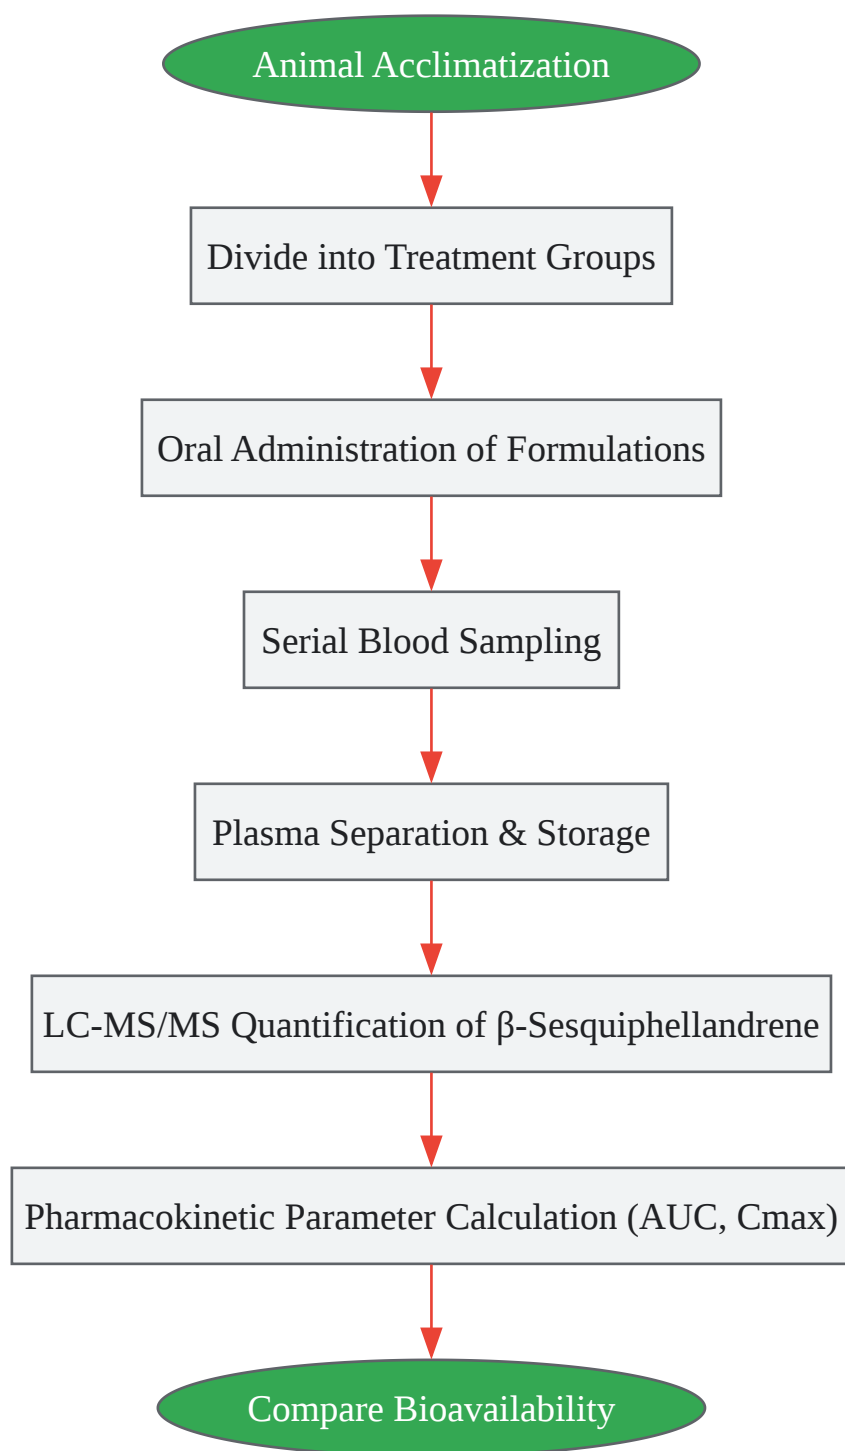 Animal Acclimatization
Divide into Treatment Groups
Oral Administration of Formulations
Serial Blood Sampling
Plasma Separation & Storage
LC-MS/MS Quantification of β-Sesquiphellandrene
Pharmacokinetic Parameter Calculation (AUC, Cmax)
Compare Bioavailability